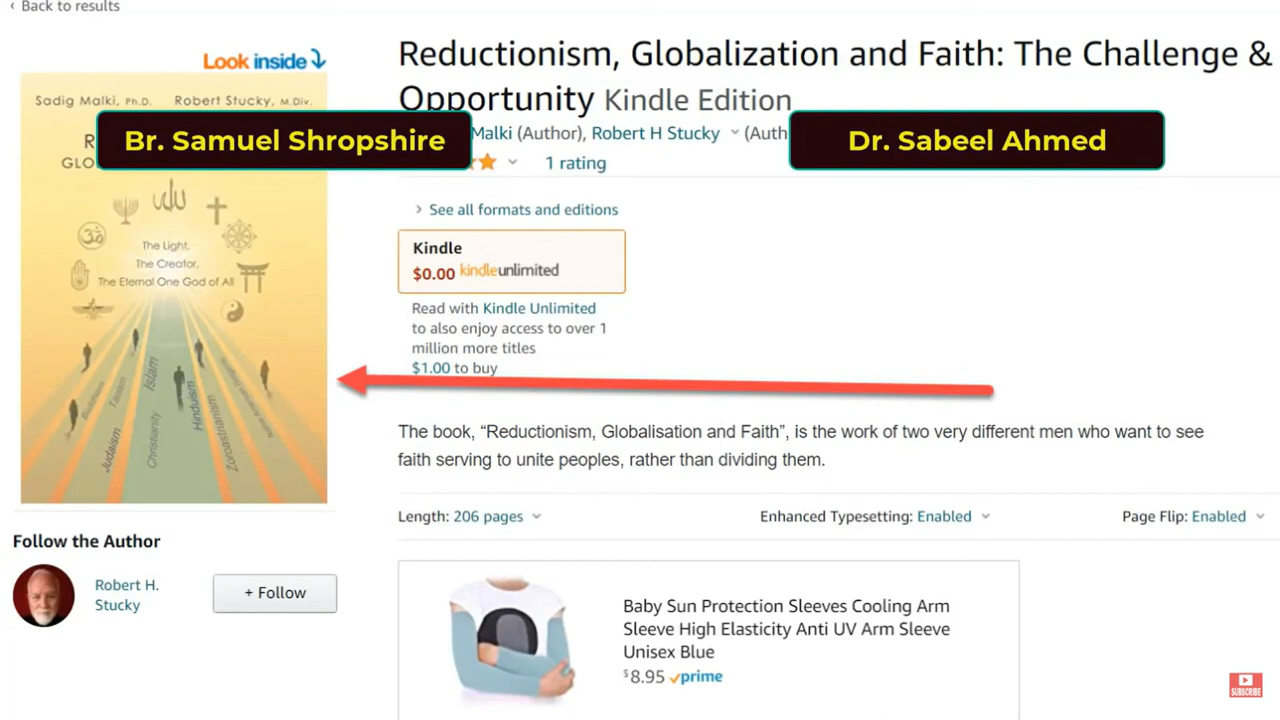 ‹ Back to results
Look inside
Reductionism, Globalization and Faith: The Challenge &
Opportunity Kindle Edition
Sadig Malki, Ph.D. Robert Stucky, M.Div.
Br. Samuel Shropshire
Malki (Author), Robert H Stucky (Auth
Dr. Sabeel Ahmed
R
GLO
1 rating
الله
ॐ
The Light,
The Creator,
The Eternal One God of All
Buddhism
Taoism
Islam
Judaism
Christianity
Hinduism
Zoroastrianism
› See all formats and editions
Kindle
$0.00 kindleunlimited
Read with Kindle Unlimited
to also enjoy access to over 1
million more titles
$1.00 to buy
The book, “Reductionism, Globalisation and Faith”, is the work of two very different men who want to see
faith serving to unite peoples, rather than dividing them.
Length: 206 pages Enhanced Typesetting: Enabled Page Flip: Enabled
Follow the Author
Robert H.
Stucky
+ Follow
Baby Sun Protection Sleeves Cooling Arm
Sleeve High Elasticity Anti UV Arm Sleeve
Unisex Blue
$8.95 prime
SUBSCRIBE